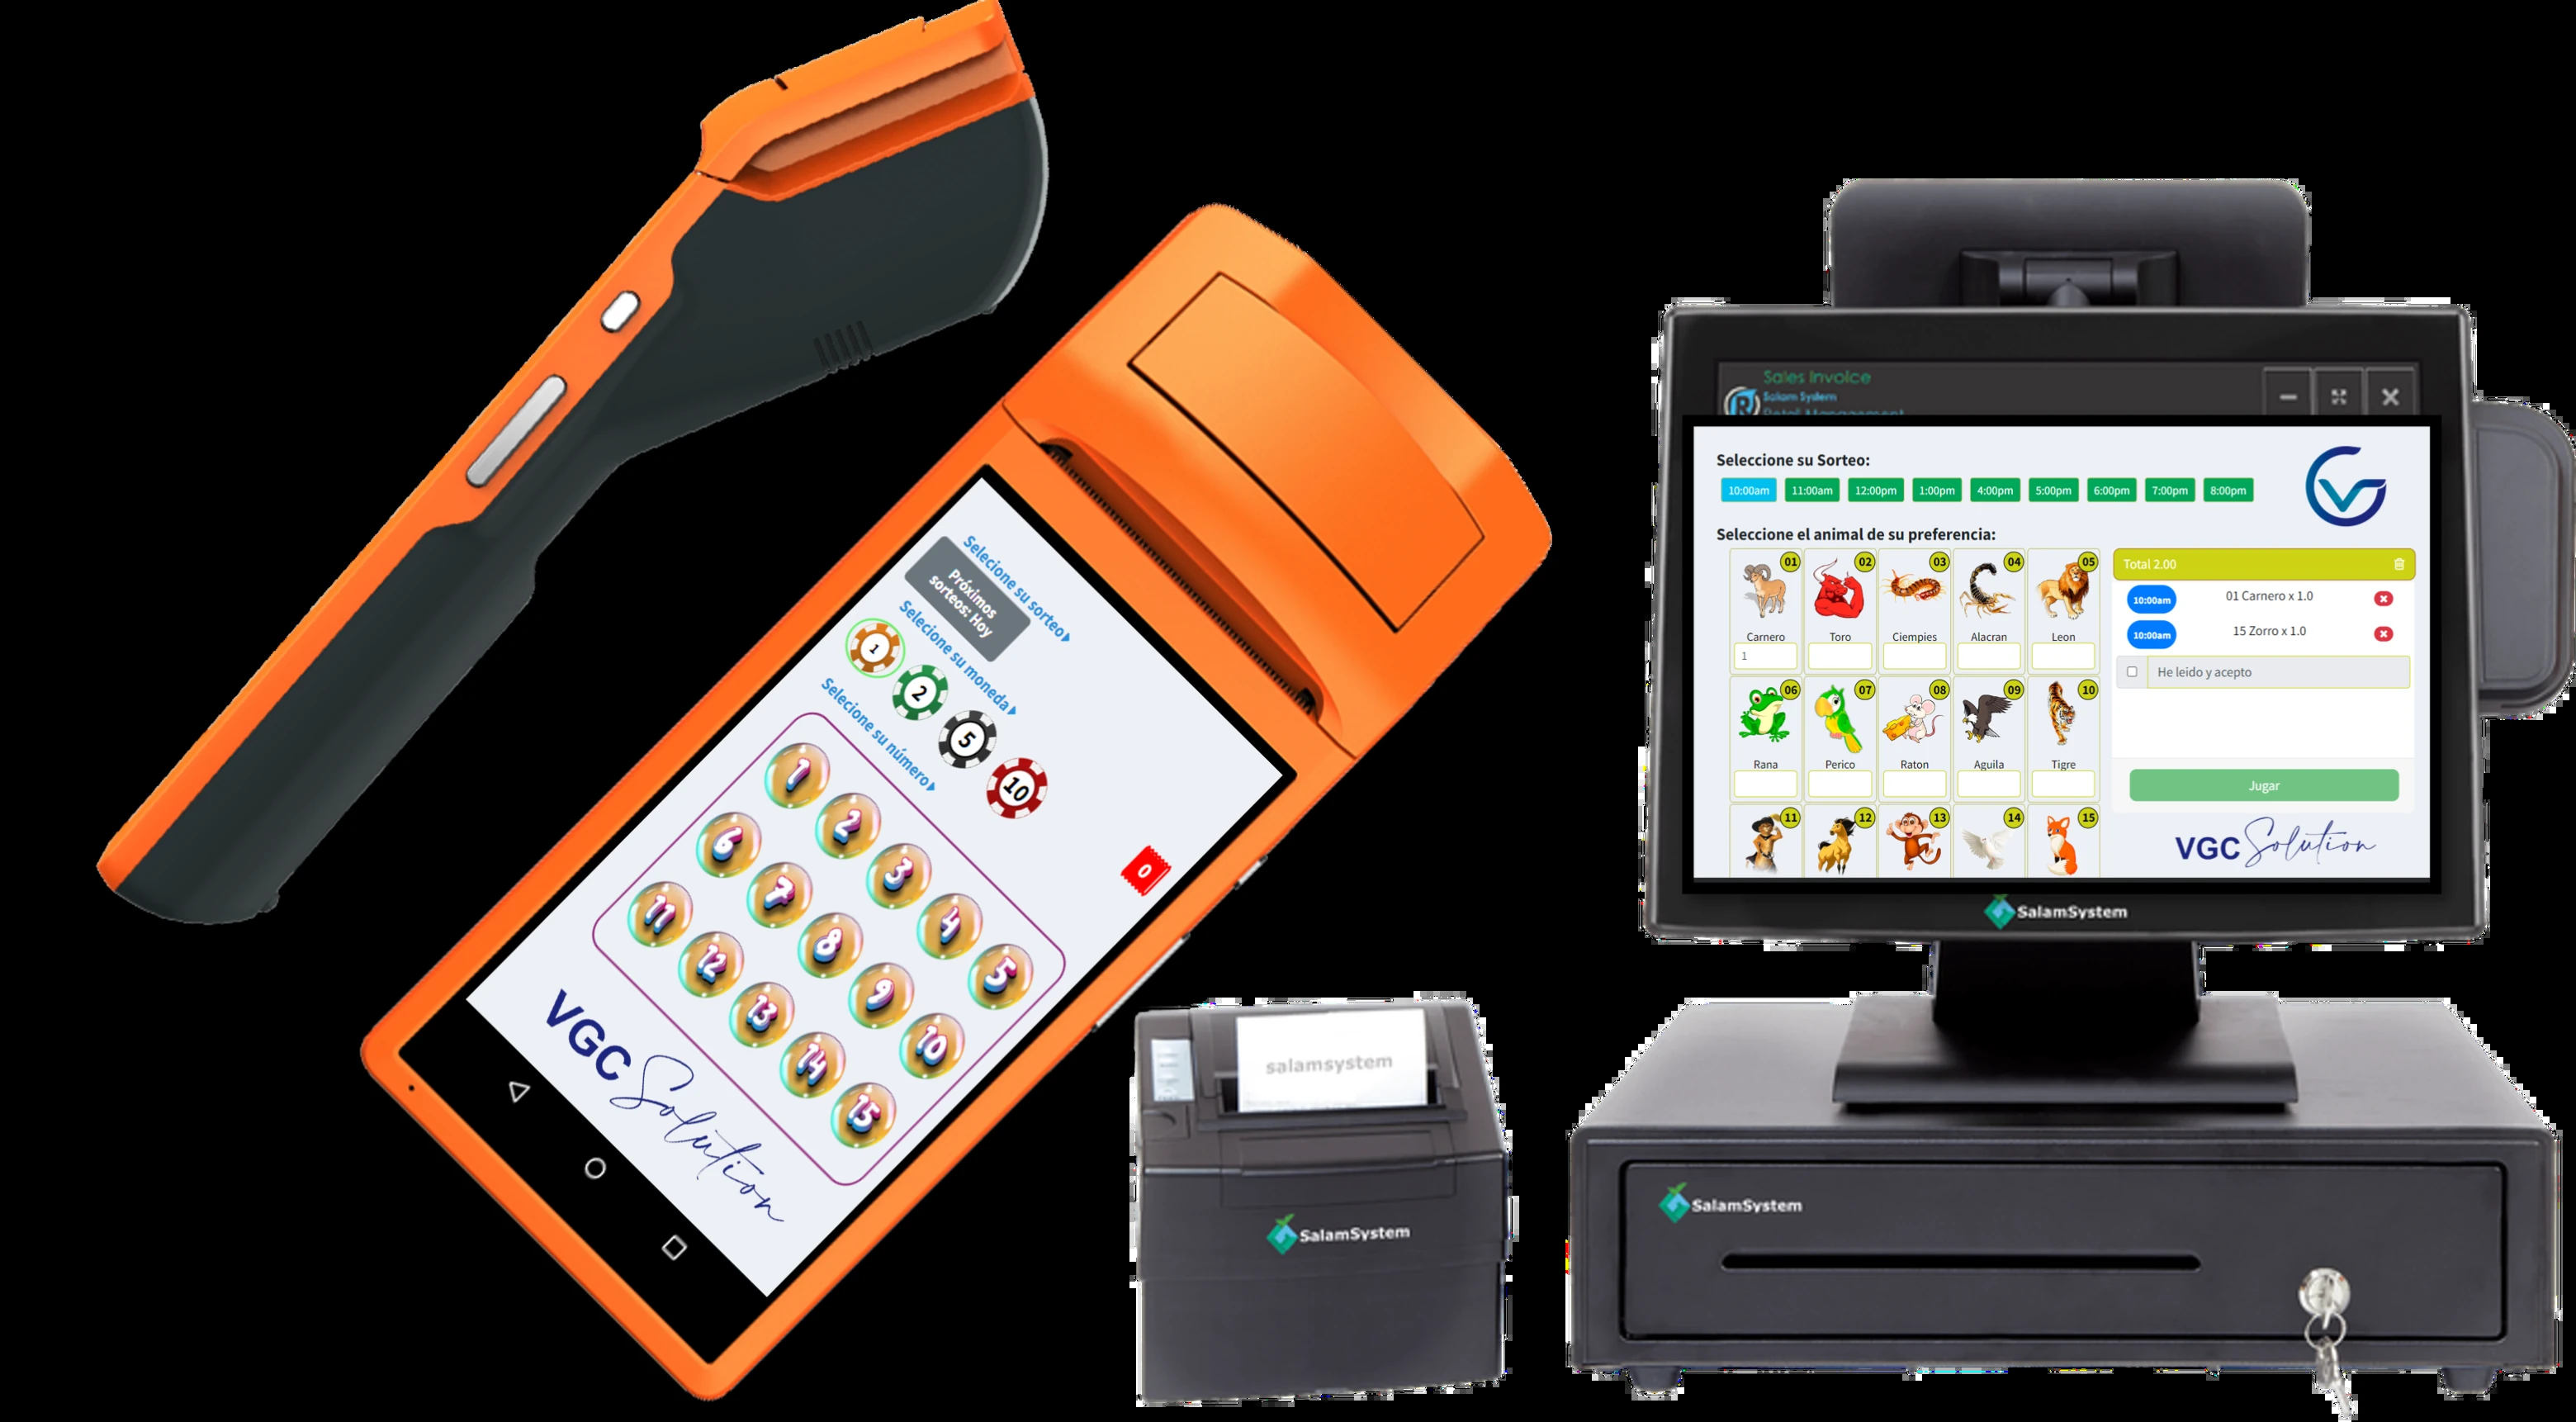 Selecione su sorteo
Próximos
sorteos: Hoy
Selecione su moneda
1
2
5
10
Selecione su número
0
1
2
3
4
5
6
7
8
9
10
11
12
13
14
15
VGC Solution
salamsystem
SalamSystem
Sales Invoice
Salam System
Retail Management
Seleccione su Sorteo:
10:00am 11:00am 12:00pm 1:00pm 4:00pm 5:00pm 6:00pm 7:00pm 8:00pm
Seleccione el animal de su preferencia:
01 02 03 04 05
Carnero Toro Ciempies Alacran Leon
1
06 07 08 09 10
Rana Perico Raton Aguila Tigre
11 12 13 14 15
Total 2.00
10:00am 01 Carnero x 1.0
10:00am 15 Zorro x 1.0
He leido y acepto
Jugar
VGC Solution
SalamSystem
SalamSystem